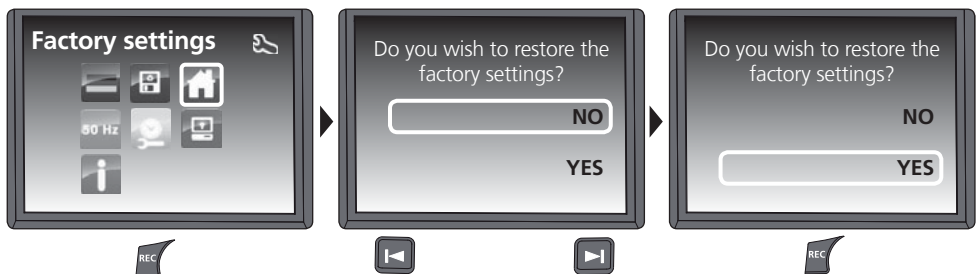 Factory settings
50 Hz
i
REC
Do you wish to restore the
factory settings?
NO
YES
Do you wish to restore the
factory settings?
NO
YES
REC